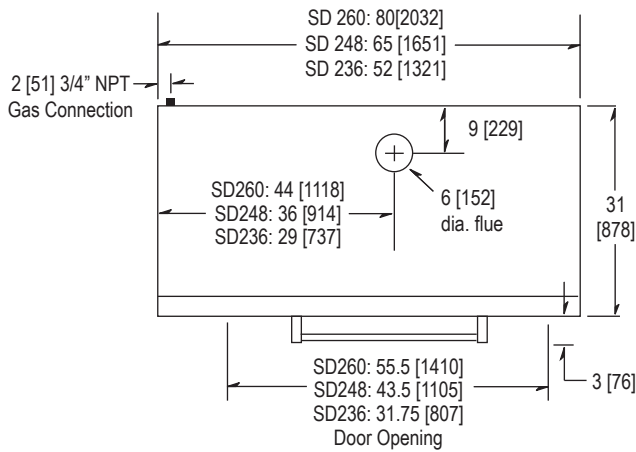 SD 260: 80[2032]
SD 248: 65 [1651]
SD 236: 52 [1321]
2 [51] 3/4” NPT
Gas Connection
9 [229]
SD260: 44 [1118]
SD248: 36 [914]
SD236: 29 [737]
6 [152]
dia. flue
31
[878]
SD260: 55.5 [1410]
SD248: 43.5 [1105]
SD236: 31.75 [807]
Door Opening
3 [76]